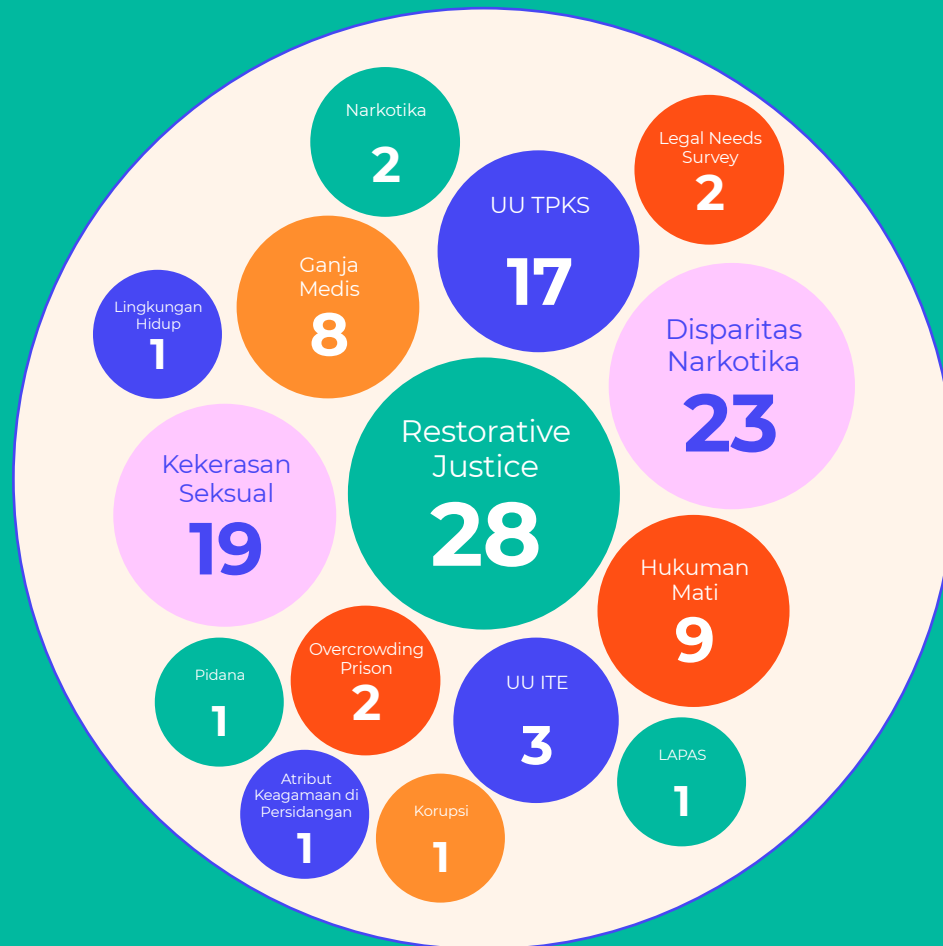 Narkotika
2
Legal Needs
Survey
2
UU TPKS
17
Ganja
Medis
8
Lingkungan
Hidup
1
Disparitas
Narkotika
23
Restorative
Justice
28
Kekerasan
Seksual
19
Hukuman
Mati
9
Pidana
1
Overcrowding
Prison
2
UU ITE
3
LAPAS
1
Atribut
Keagamaan di
Persidangan
1
Korupsi
1